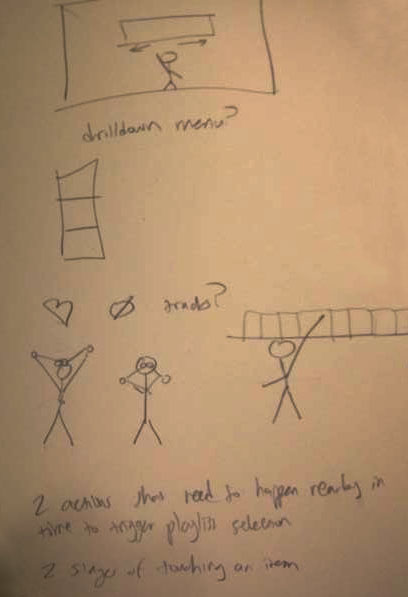 drilldown menu?
tracks?
2 actions that need to happen nearby in
time to trigger playlist selection
2 stages of touching an item